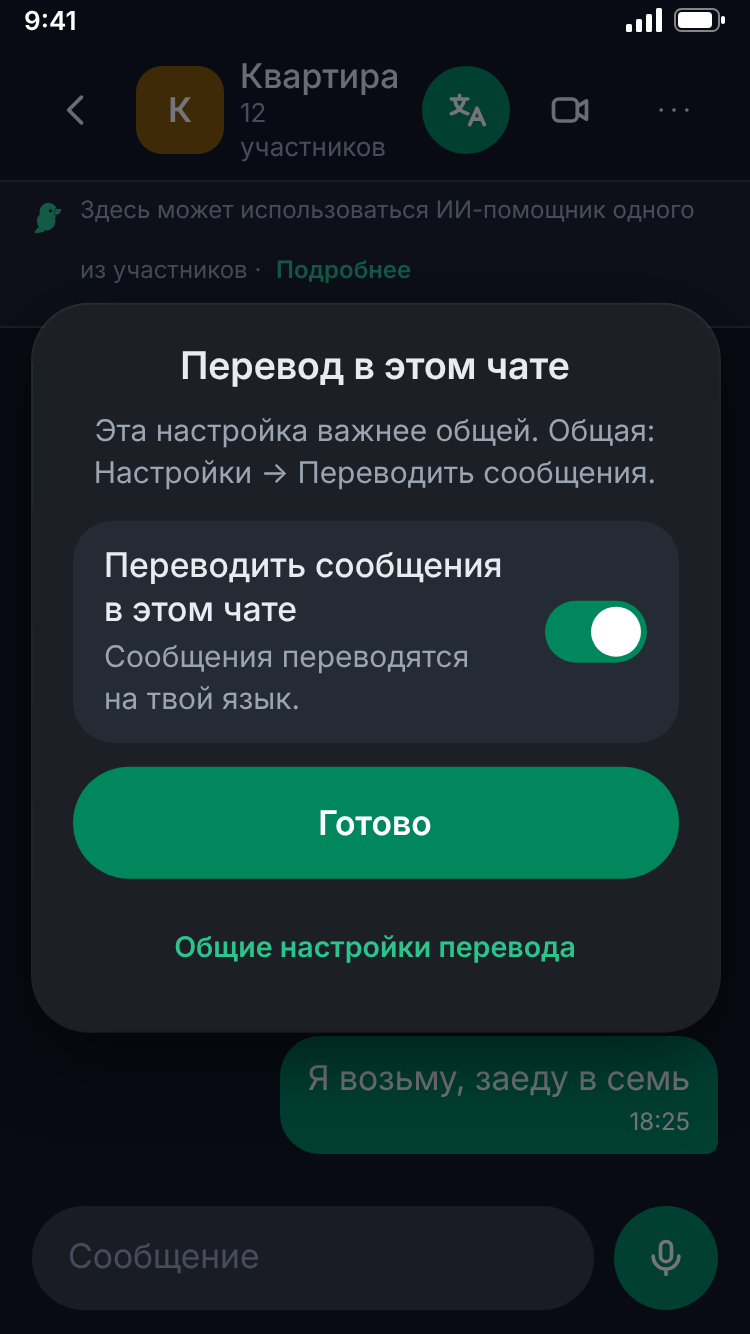 9:41
К
Квартира
12
участников
Здесь может использоваться ИИ-помощник одного
из участников · Подробнее
Перевод в этом чате
Эта настройка важнее общей. Общая:
Настройки → Переводить сообщения.
Переводить сообщения
в этом чате
Сообщения переводятся
на твой язык.
Готово
Общие настройки перевода
Я возьму, заеду в семь
18:25
Сообщение